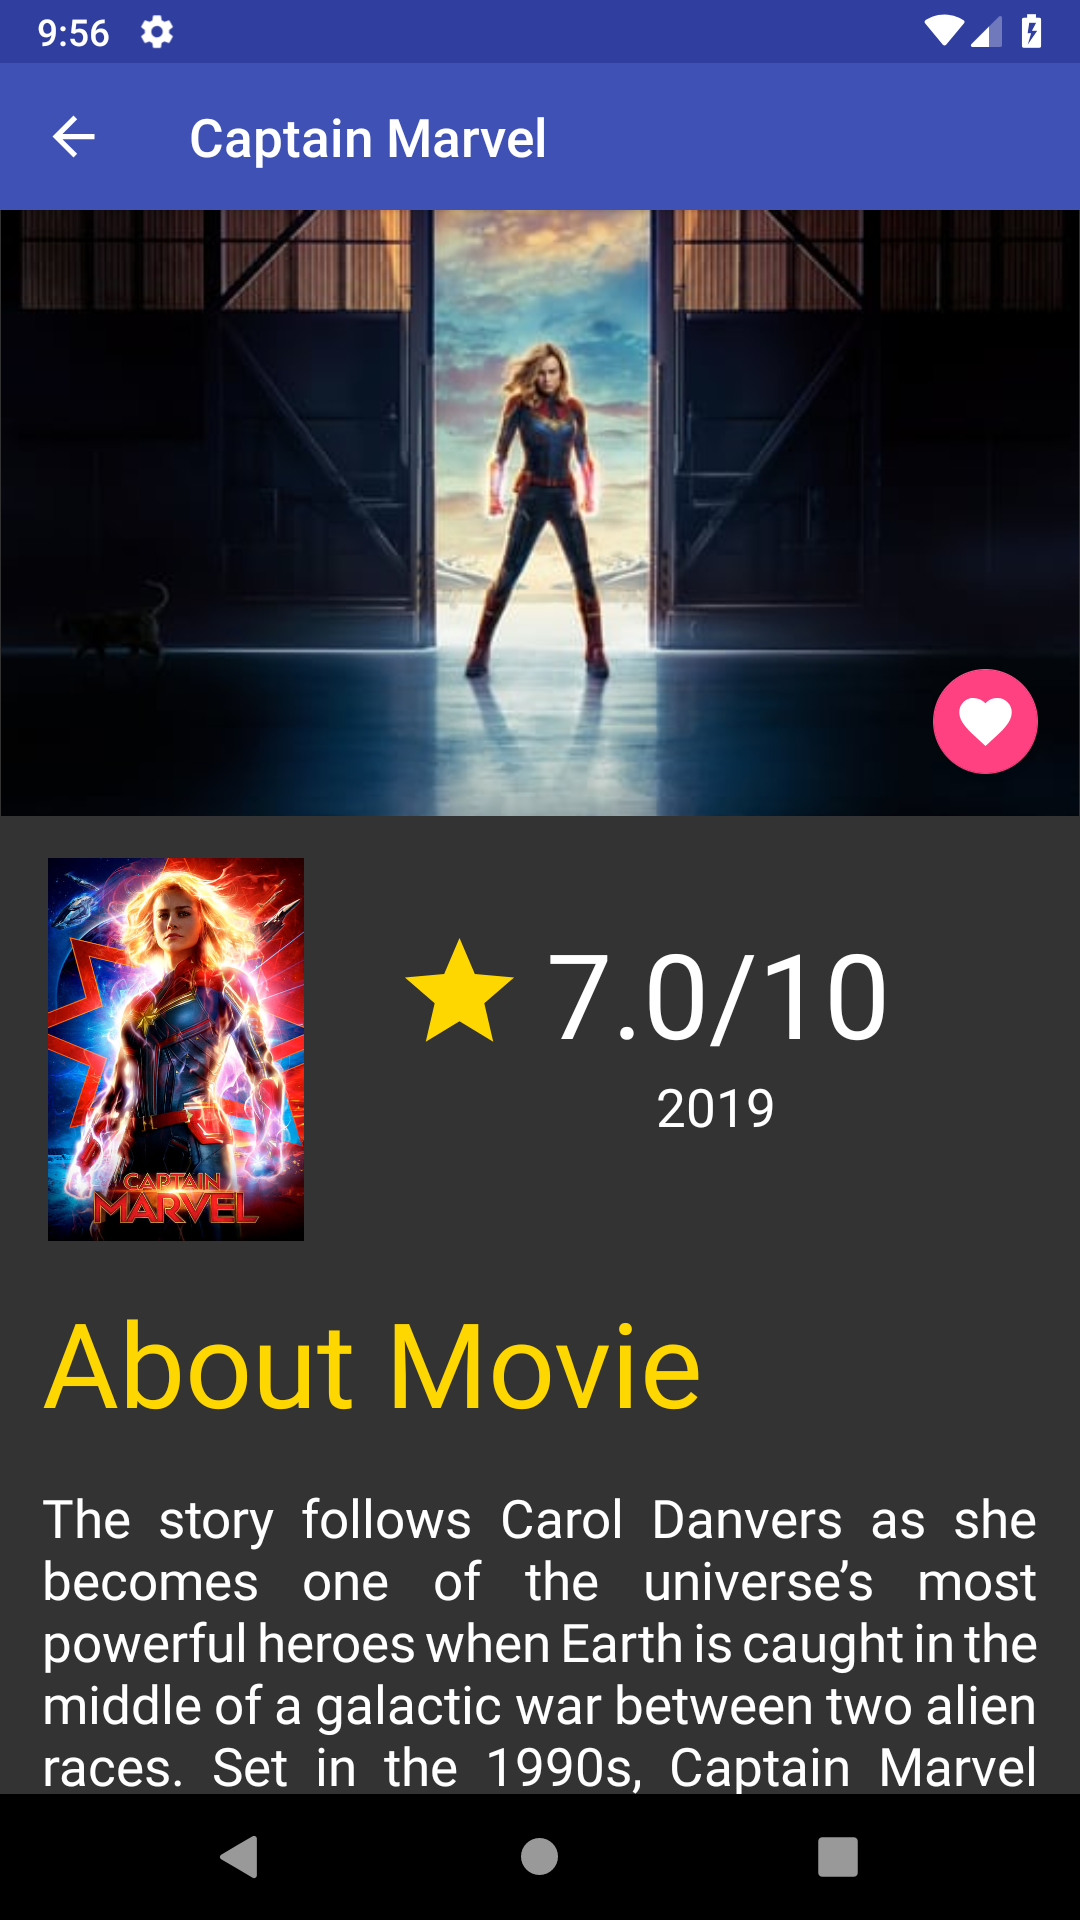 9:56
Captain Marvel
7.0/10
2019
CAPTAIN
MARVEL
About Movie
The story follows Carol Danvers as she
becomes one of the universe’s most
powerful heroes when Earth is caught in the
middle of a galactic war between two alien
races. Set in the 1990s, Captain Marvel